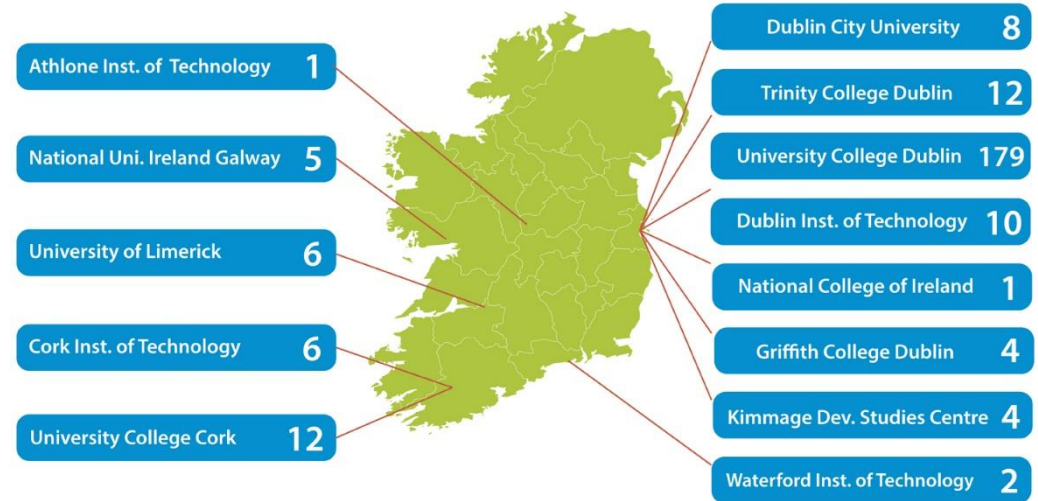 Athlone Inst. of Technology 1
National Uni. Ireland Galway 5
University of Limerick 6
Cork Inst. of Technology 6
University College Cork 12
Dublin City University 8
Trinity College Dublin 12
University College Dublin 179
Dublin Inst. of Technology 10
National College of Ireland 1
Griffith College Dublin 4
Kimmage Dev. Studies Centre 4
Waterford Inst. of Technology 2